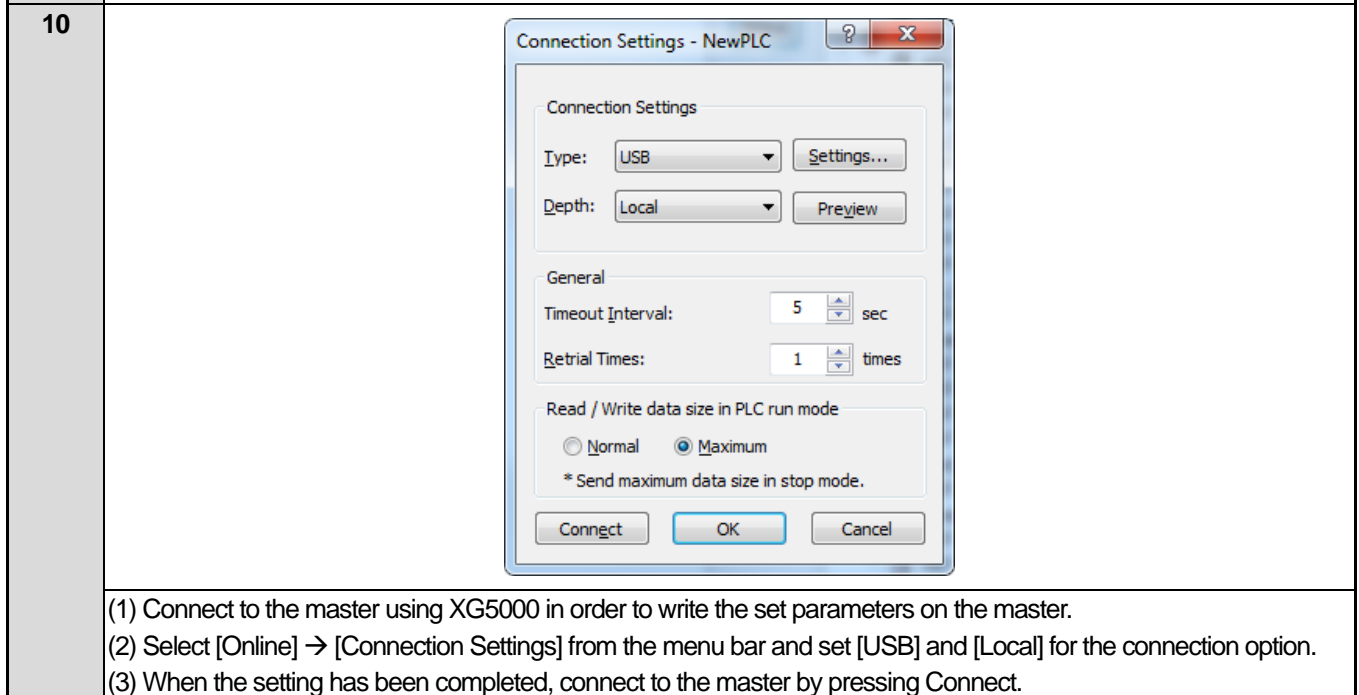 10
Connection Settings - NewPLC
Connection Settings
Type: USB Settings...
Depth: Local Preview
General
Timeout Interval: 5 sec
Retrial Times: 1 times
Read / Write data size in PLC run mode
Normal Maximum
* Send maximum data size in stop mode.
Connect OK Cancel
(1) Connect to the master using XG5000 in order to write the set parameters on the master.
(2) Select [Online] → [Connection Settings] from the menu bar and set [USB] and [Local] for the connection option.
(3) When the setting has been completed, connect to the master by pressing Connect.